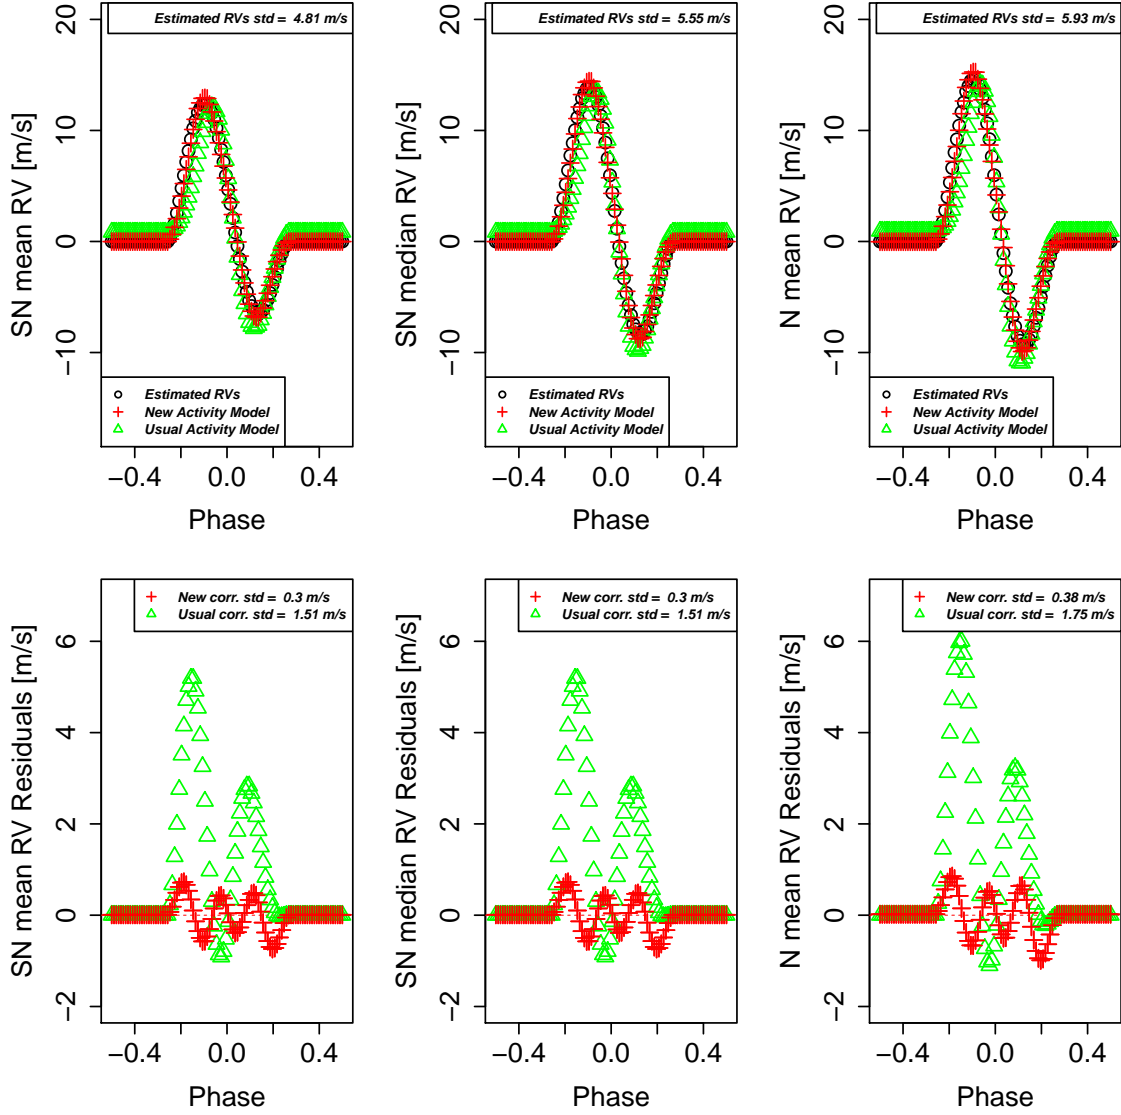 Estimated RVs std = 4.81 m/s
SN mean RV [m/s]
20
10
0
−10
Estimated RVs
New Activity Model
Usual Activity Model
−0.4 0.0 0.4
Phase
Estimated RVs std = 5.55 m/s
SN median RV [m/s]
20
10
0
−10
Estimated RVs
New Activity Model
Usual Activity Model
−0.4 0.0 0.4
Phase
Estimated RVs std = 5.93 m/s
N mean RV [m/s]
20
10
0
−10
Estimated RVs
New Activity Model
Usual Activity Model
−0.4 0.0 0.4
Phase
New corr. std = 0.3 m/s
Usual corr. std = 1.51 m/s
SN mean RV Residuals [m/s]
6
4
2
0
−2
−0.4 0.0 0.4
Phase
New corr. std = 0.3 m/s
Usual corr. std = 1.51 m/s
SN median RV Residuals [m/s]
6
4
2
0
−2
−0.4 0.0 0.4
Phase
New corr. std = 0.38 m/s
Usual corr. std = 1.75 m/s
N mean RV Residuals [m/s]
6
4
2
0
−2
−0.4 0.0 0.4
Phase